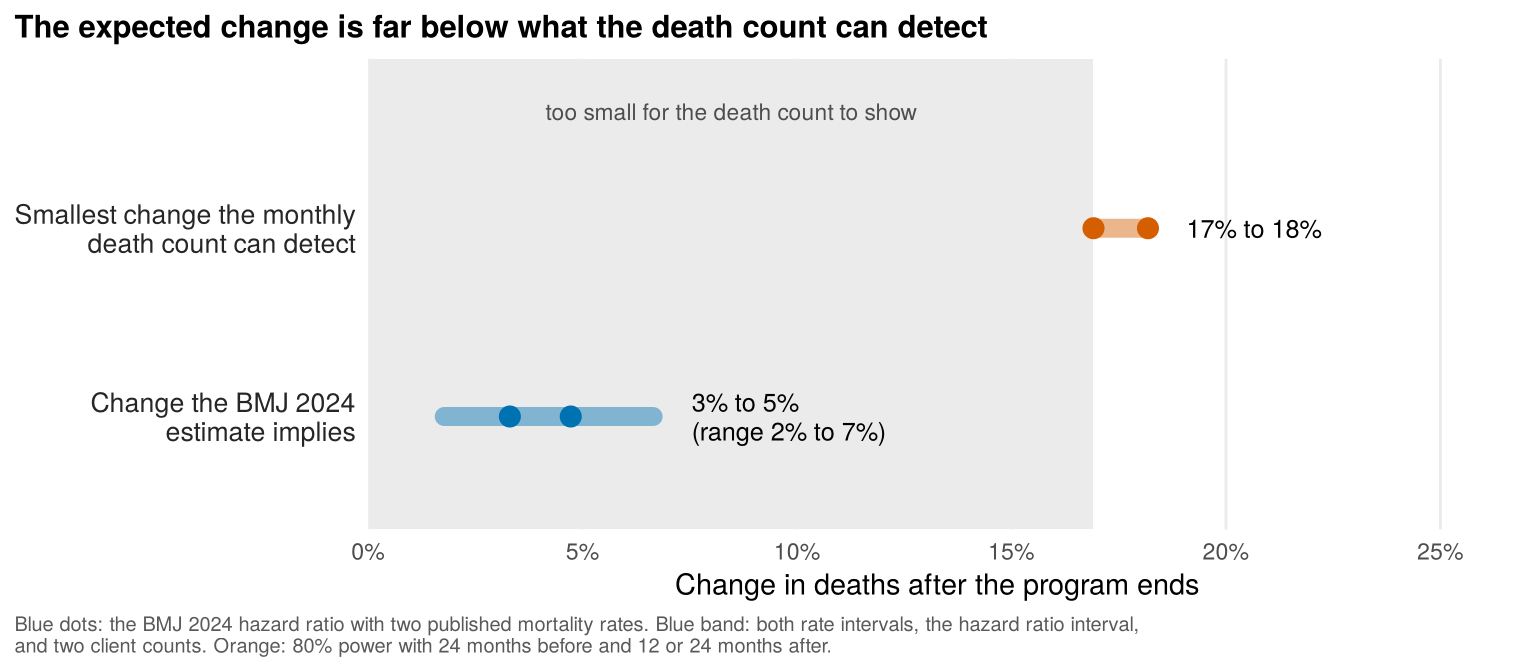 The expected change is far below what the death count can detect
too small for the death count to show
Smallest change the monthly
death count can detect
17% to 18%
Change the BMJ 2024
estimate implies
3% to 5%
(range 2% to 7%)
0% 5% 10% 15% 20% 25%
Change in deaths after the program ends
Blue dots: the BMJ 2024 hazard ratio with two published mortality rates. Blue band: both rate intervals, the hazard ratio interval,
and two client counts. Orange: 80% power with 24 months before and 12 or 24 months after.